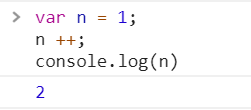 > var n = 1;
n ++;
console.log(n)
2